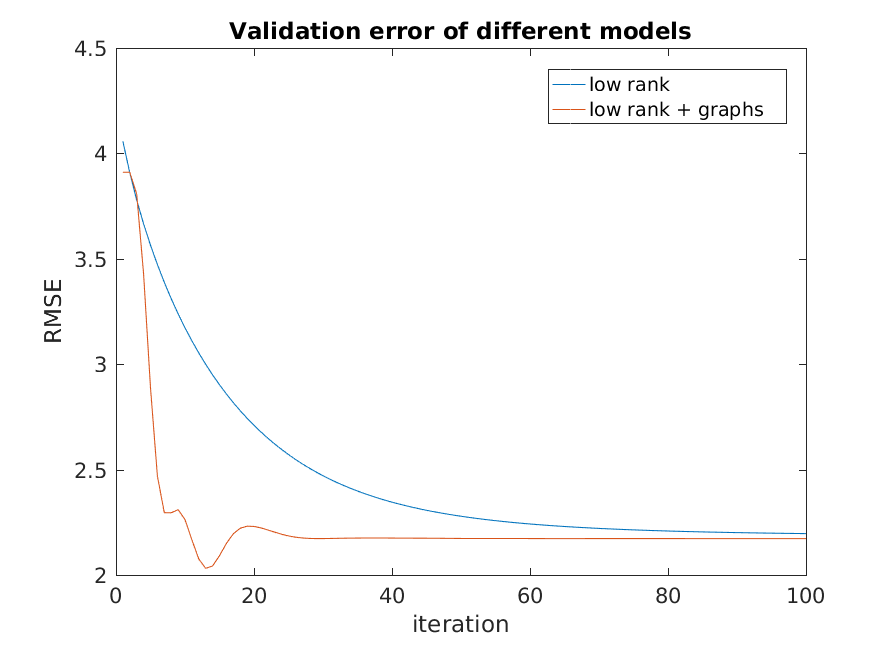 Validation error of different models
4.5
4
3.5
3
2.5
2
RMSE
low rank
low rank + graphs
0 20 40 60 80 100
iteration